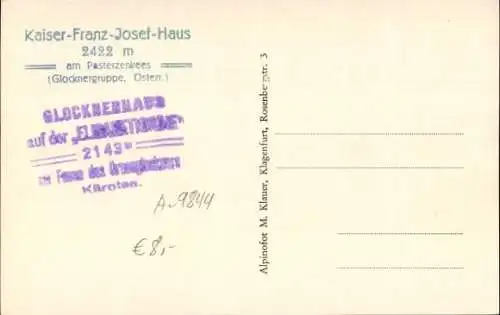 Kaiser-Franz-Josef-Haus
2422 m
am Pasterzenkees
(Glocknergruppe, Österr.)
GLOCKNERHAUS
auf der „ELISABETHRUHE"
2143 m
am Fusse des Grossglockners
Kärnten.
A-9844
€ 8,-
Alpinofot M. Klauer, Klagenfurt, Rosenbergstr. 3